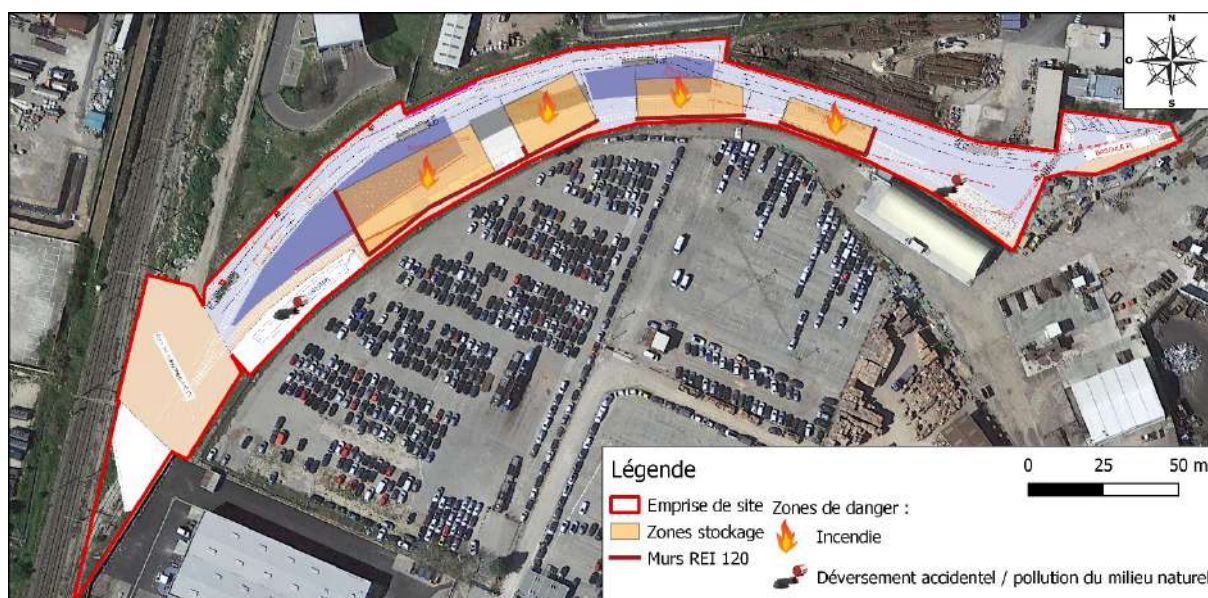 N
O
E
S
Légende
Emprise de site
Zones stockage
Murs REI 120
Zones de danger :
Incendie
Déversement accidentel / pollution du milieu naturel
0 25 50 m